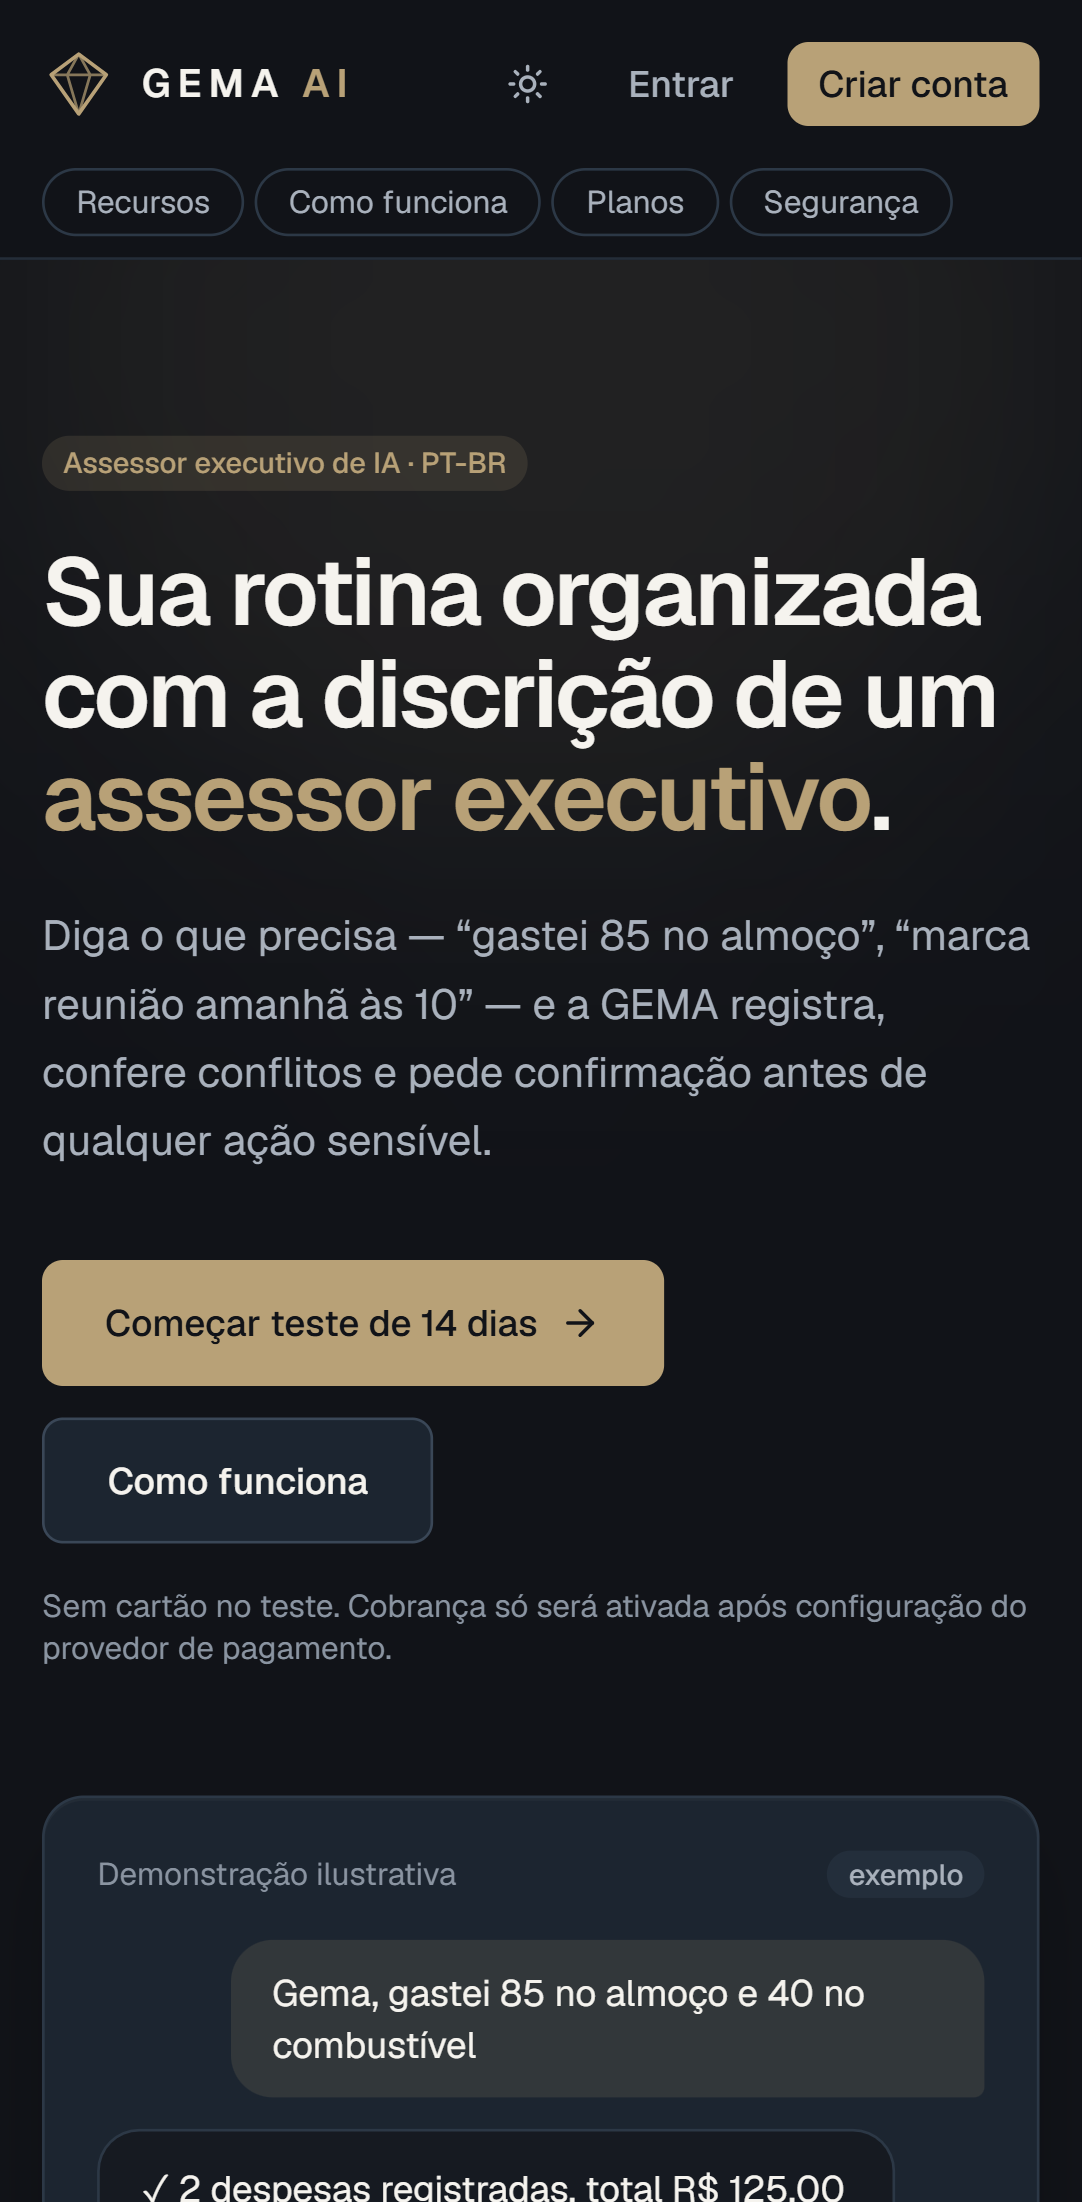 GEMA AI
Entrar
Criar conta
Recursos
Como funciona
Planos
Segurança
Assessor executivo de IA · PT-BR
Sua rotina organizada
com a discrição de um
assessor executivo.
Diga o que precisa — “gastei 85 no almoço”, “marca
reunião amanhã às 10” — e a GEMA registra,
confere conflitos e pede confirmação antes de
qualquer ação sensível.
Começar teste de 14 dias →
Como funciona
Sem cartão no teste. Cobrança só será ativada após configuração do
provedor de pagamento.
Demonstração ilustrativa
exemplo
Gema, gastei 85 no almoço e 40 no
combustível
✓ 2 despesas registradas, total R$ 125,00